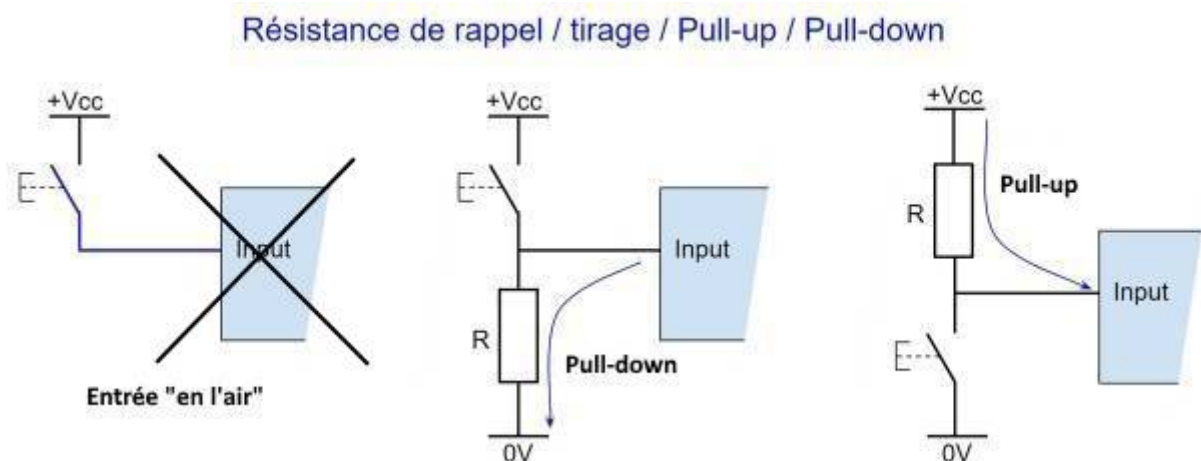 Résistance de rappel / tirage / Pull-up / Pull-down
+Vcc
Input
Entrée "en l'air"
+Vcc
Input
R
Pull-down
0V
+Vcc
R
Pull-up
Input
0V